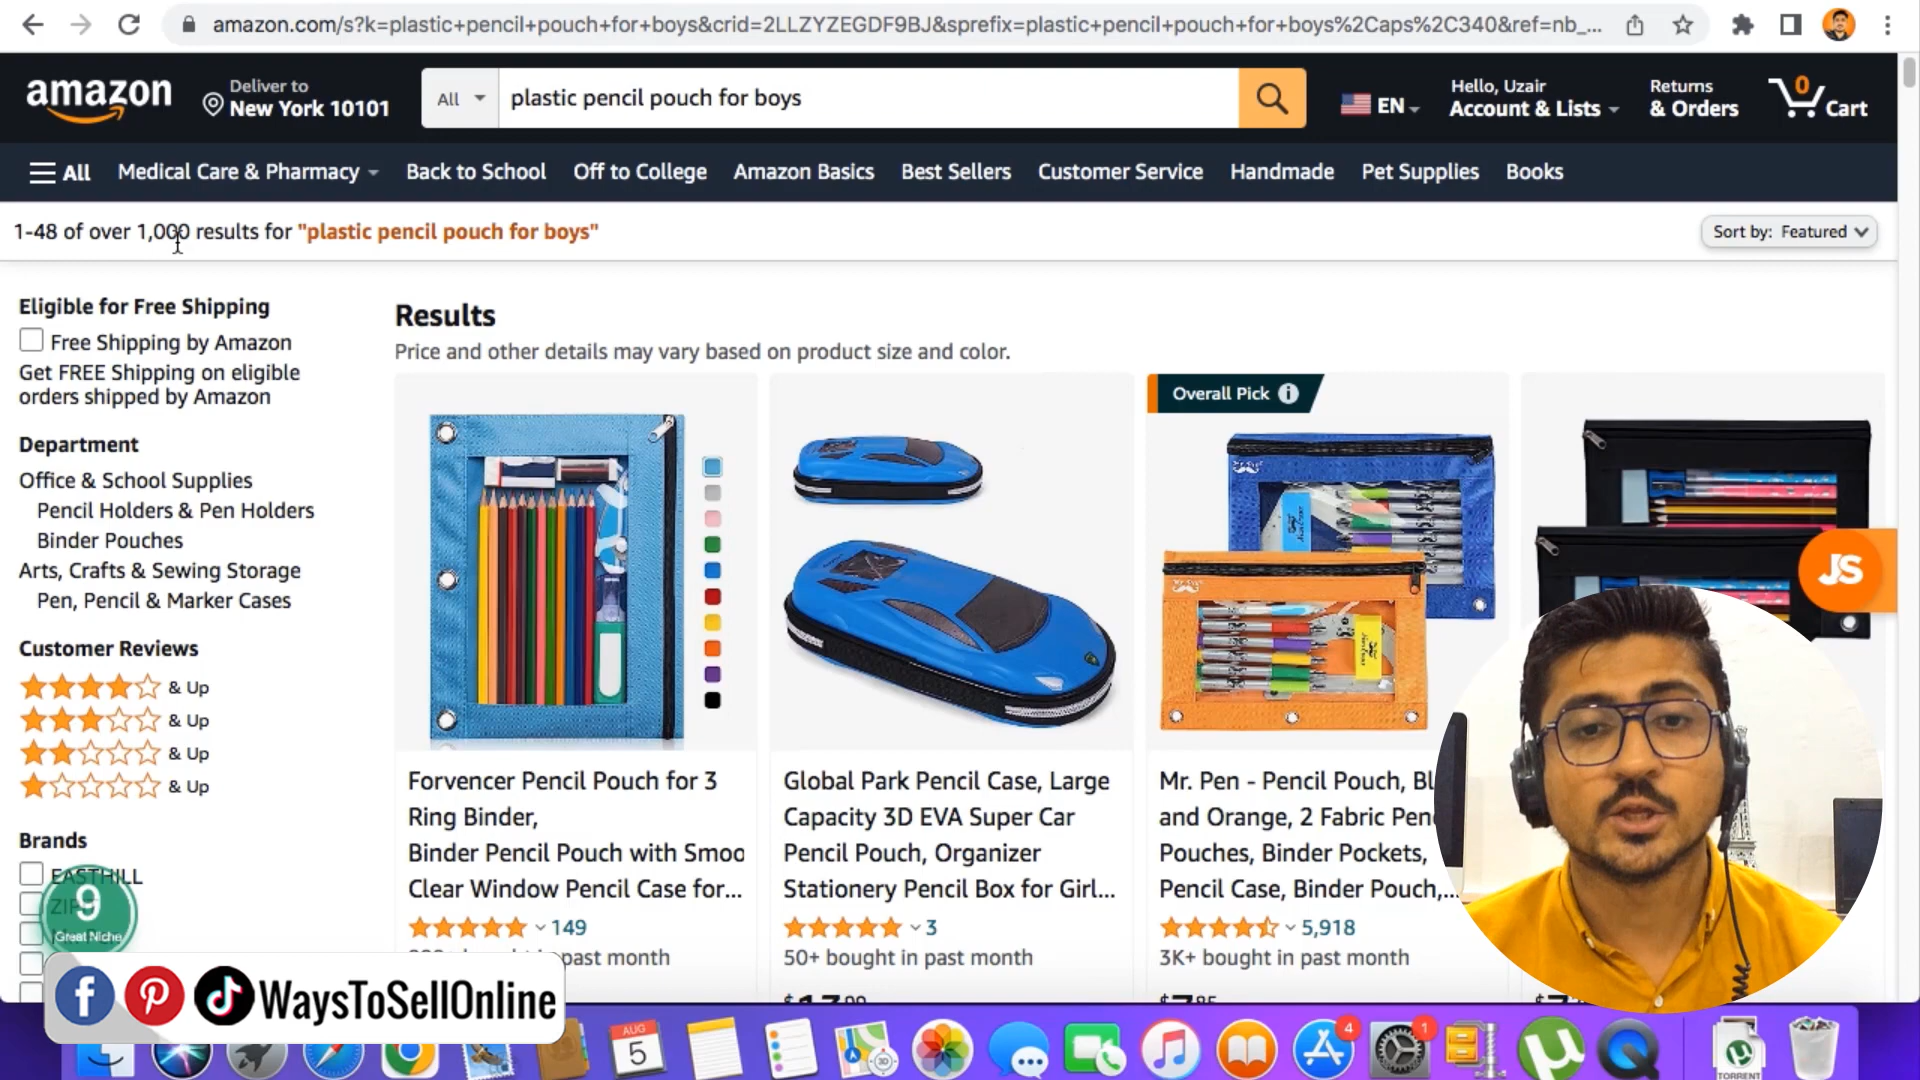 amazon.com/s?k=plastic+pencil+pouch+for+boys&crid=2LLZYZEGDF9BJ&sprefix=plastic+pencil+pouch+for+boys%2Caps%2C340&ref=nb_...
amazon
Deliver to
New York 10101
All
plastic pencil pouch for boys
EN
Hello, Uzair
Account & Lists
Returns
& Orders
0
Cart
All
Medical Care & Pharmacy
Back to School
Off to College
Amazon Basics
Best Sellers
Customer Service
Handmade
Pet Supplies
Books
1-48 of over 1,000 results for "plastic pencil pouch for boys"
Sort by: Featured
Eligible for Free Shipping
Free Shipping by Amazon
Get FREE Shipping on eligible
orders shipped by Amazon
Department
Office & School Supplies
Pencil Holders & Pen Holders
Binder Pouches
Arts, Crafts & Sewing Storage
Pen, Pencil & Marker Cases
Customer Reviews
& Up
& Up
& Up
& Up
Brands
EASTHILL
9
Great Niche
Results
Price and other details may vary based on product size and color.
Overall Pick
JS
Forvencer Pencil Pouch for 3
Ring Binder,
Binder Pencil Pouch with Smoo
Clear Window Pencil Case for...
149
past month
Global Park Pencil Case, Large
Capacity 3D EVA Super Car
Pencil Pouch, Organizer
Stationery Pencil Box for Girl...
3
50+ bought in past month
Mr. Pen - Pencil Pouch, Bl
and Orange, 2 Fabric Pen
Pouches, Binder Pockets,
Pencil Case, Binder Pouch,...
5,918
3K+ bought in past month
WaysToSellOnline
AUG
5
3D
4
1
TORRENT